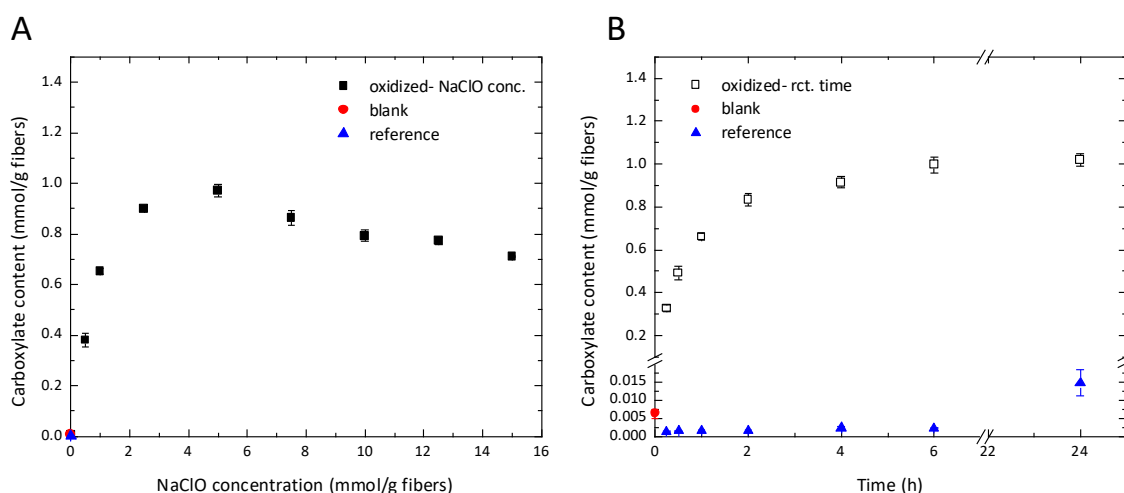 A
Carboxylate content (mmol/g fibers)
1.4
1.2
1.0
0.8
0.6
0.4
0.2
0.0
oxidized- NaClO conc.
blank
reference
0 2 4 6 8 10 12 14 16
NaClO concentration (mmol/g fibers)
B
Carboxylate content (mmol/g fibers)
1.4
1.2
1.0
0.8
0.6
0.4
0.2
0.015
0.010
0.005
0.000
oxidized- rct. time
blank
reference
0 2 4 6 22 24
Time (h)